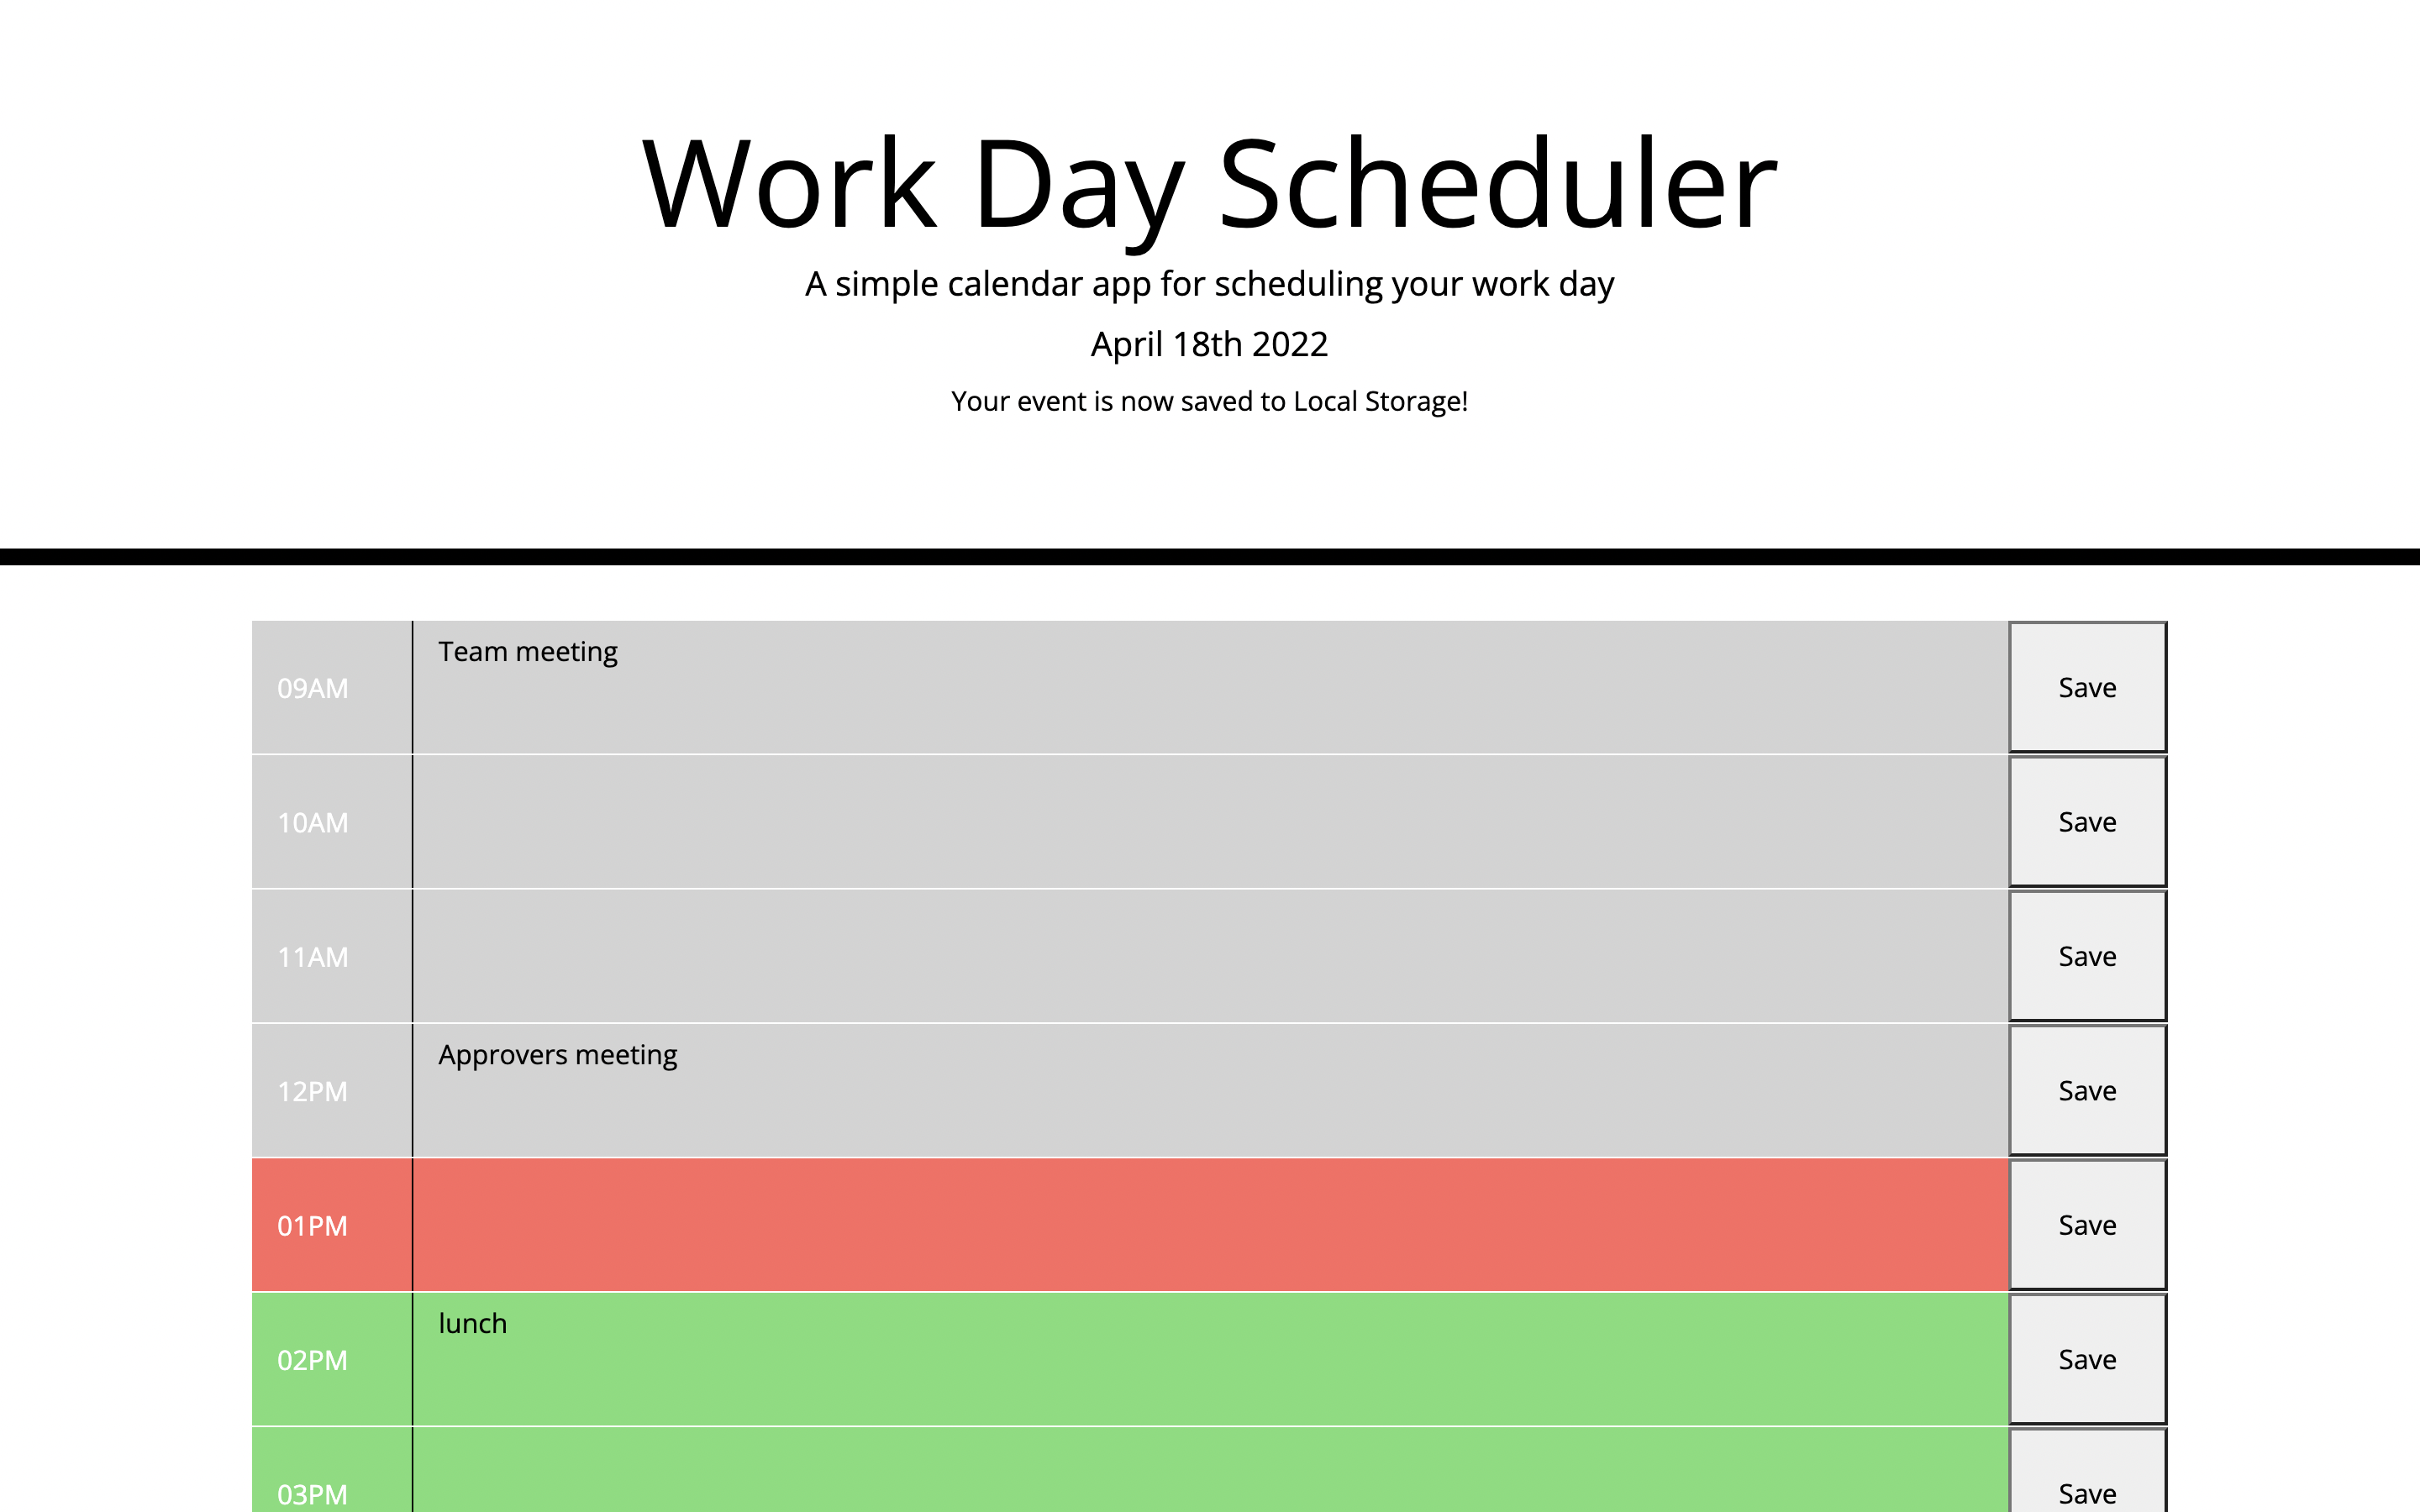 Work Day Scheduler
A simple calendar app for scheduling your work day
April 18th 2022
Your event is now saved to Local Storage!
09AM Team meeting Save
10AM Save
11AM Save
12PM Approvers meeting Save
01PM Save
02PM lunch Save
03PM Save